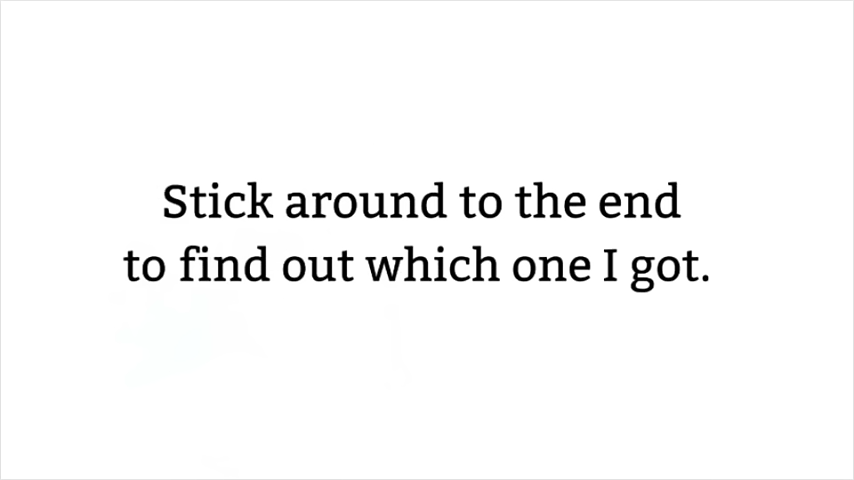 Stick around to the end
to find out which one I got.